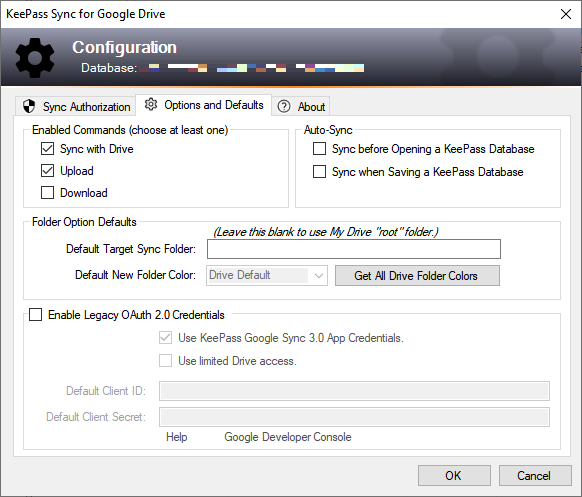 KeePass Sync for Google Drive
Configuration
Database:
Sync Authorization
Options and Defaults
About
Enabled Commands (choose at least one)
Sync with Drive
Upload
Download
Auto-Sync
Sync before Opening a KeePass Database
Sync when Saving a KeePass Database
Folder Option Defaults
(Leave this blank to use My Drive "root" folder.)
Default Target Sync Folder:
Default New Folder Color: Drive Default Get All Drive Folder Colors
Enable Legacy OAuth 2.0 Credentials
Use KeePass Google Sync 3.0 App Credentials.
Use limited Drive access.
Default Client ID:
Default Client Secret:
Help Google Developer Console
OK Cancel